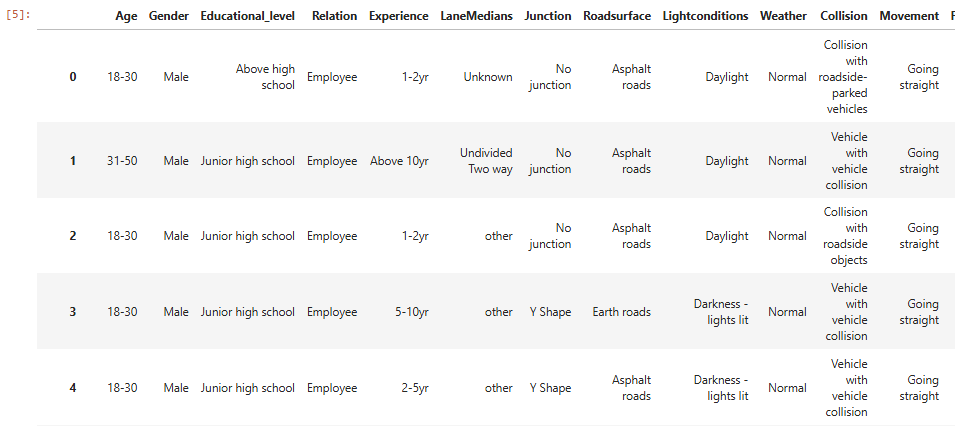 [5]:
Age Gender Educational_level Relation Experience LaneMedians Junction Roadsurface Lightconditions Weather Collision Movement F
0 18-30 Male Above high school Employee 1-2yr Unknown No junction Asphalt roads Daylight Normal Collision with roadside-parked vehicles Going straight
1 31-50 Male Junior high school Employee Above 10yr Undivided Two way No junction Asphalt roads Daylight Normal Vehicle with vehicle collision Going straight
2 18-30 Male Junior high school Employee 1-2yr other No junction Asphalt roads Daylight Normal Collision with roadside objects Going straight
3 18-30 Male Junior high school Employee 5-10yr other Y Shape Earth roads Darkness - lights lit Normal Vehicle with vehicle collision Going straight
4 18-30 Male Junior high school Employee 2-5yr other Y Shape Asphalt roads Darkness - lights lit Normal Vehicle with vehicle collision Going straight